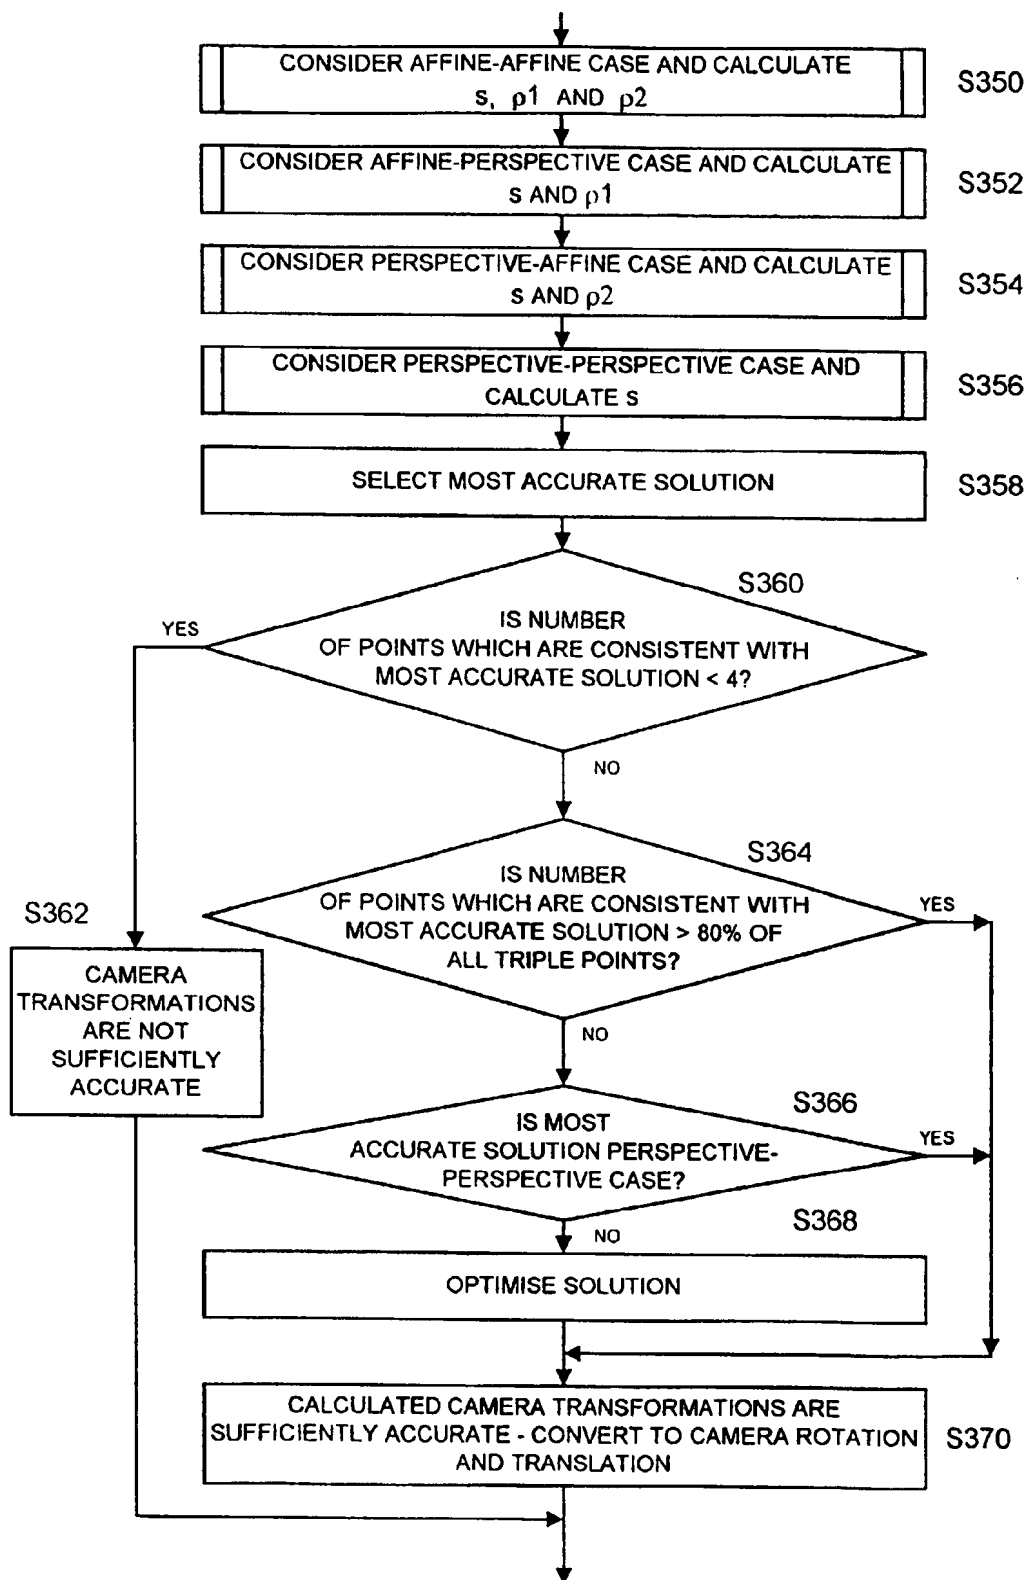 CONSIDER AFFINE-AFFINE CASE AND CALCULATE
s, ρ1 AND ρ2
S350
CONSIDER AFFINE-PERSPECTIVE CASE AND CALCULATE
s AND ρ1
S352
CONSIDER PERSPECTIVE-AFFINE CASE AND CALCULATE
s AND ρ2
S354
CONSIDER PERSPECTIVE-PERSPECTIVE CASE AND
CALCULATE s
S356
SELECT MOST ACCURATE SOLUTION
S358
S360
YES
IS NUMBER
OF POINTS WHICH ARE CONSISTENT WITH
MOST ACCURATE SOLUTION < 4?
NO
S364
IS NUMBER
OF POINTS WHICH ARE CONSISTENT WITH
MOST ACCURATE SOLUTION > 80% OF
ALL TRIPLE POINTS?
YES
S362
CAMERA
TRANSFORMATIONS
ARE NOT
SUFFICIENTLY
ACCURATE
NO
S366
IS MOST
ACCURATE SOLUTION PERSPECTIVE-
PERSPECTIVE CASE?
YES
S368
NO
OPTIMISE SOLUTION
CALCULATED CAMERA TRANSFORMATIONS ARE
SUFFICIENTLY ACCURATE - CONVERT TO CAMERA ROTATION
AND TRANSLATION
S370